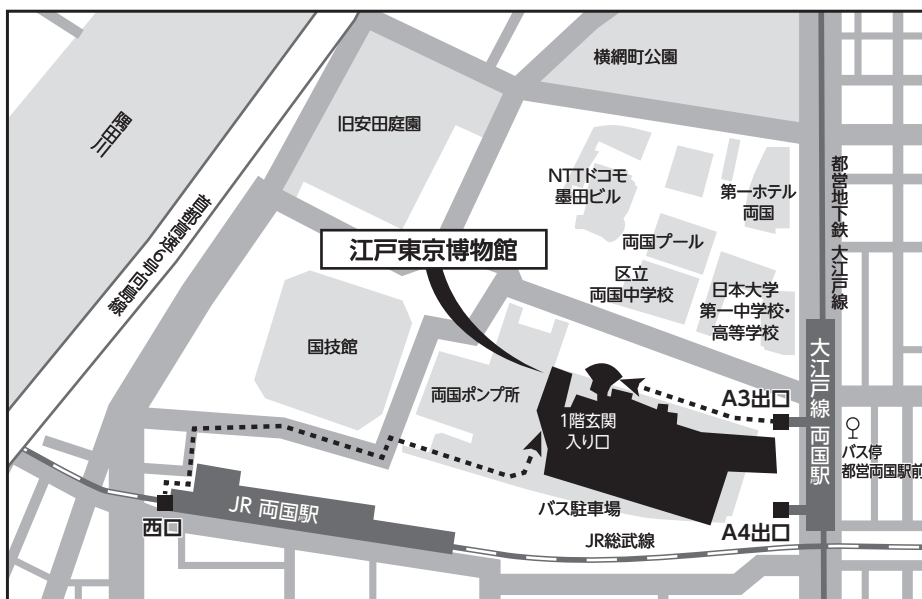 横網町公園
隅田川
旧安田庭園
NTTドコモ
墨田ビル
第一ホテル
両国
都営地下鉄 大江戸線
首都高速6号向島線
江戸東京博物館
両国プール
区立
両国中学校
日本大学
第一中学校・
高等学校
国技館
両国ポンプ所
1階玄関
入り口
A3出口
大江戸線 両国駅
バス停
都営両国駅前
JR 両国駅
西口
バス駐車場
A4出口
JR総武線